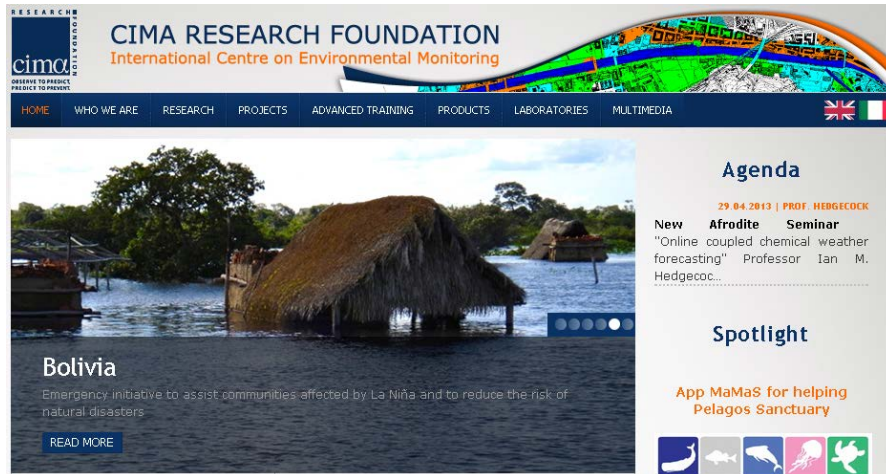 RESEARCH
FOUNDATION
cima
OBSERVE TO PREDICT,
PREDICT TO PREVENT.
CIMA RESEARCH FOUNDATION
International Centre on Environmental Monitoring
HOME WHO WE ARE RESEARCH PROJECTS ADVANCED TRAINING PRODUCTS LABORATORIES MULTIMEDIA
Bolivia
Emergency initiative to assist communities affected by La Niña and to reduce the risk of
natural disasters
READ MORE
Agenda
29.04.2013 | PROF. HEDGECOCK
New Afrodite Seminar
"Online coupled chemical weather
forecasting" Professor Ian M.
Hedgecoc...
Spotlight
App MaMaS for helping
Pelagos Sanctuary